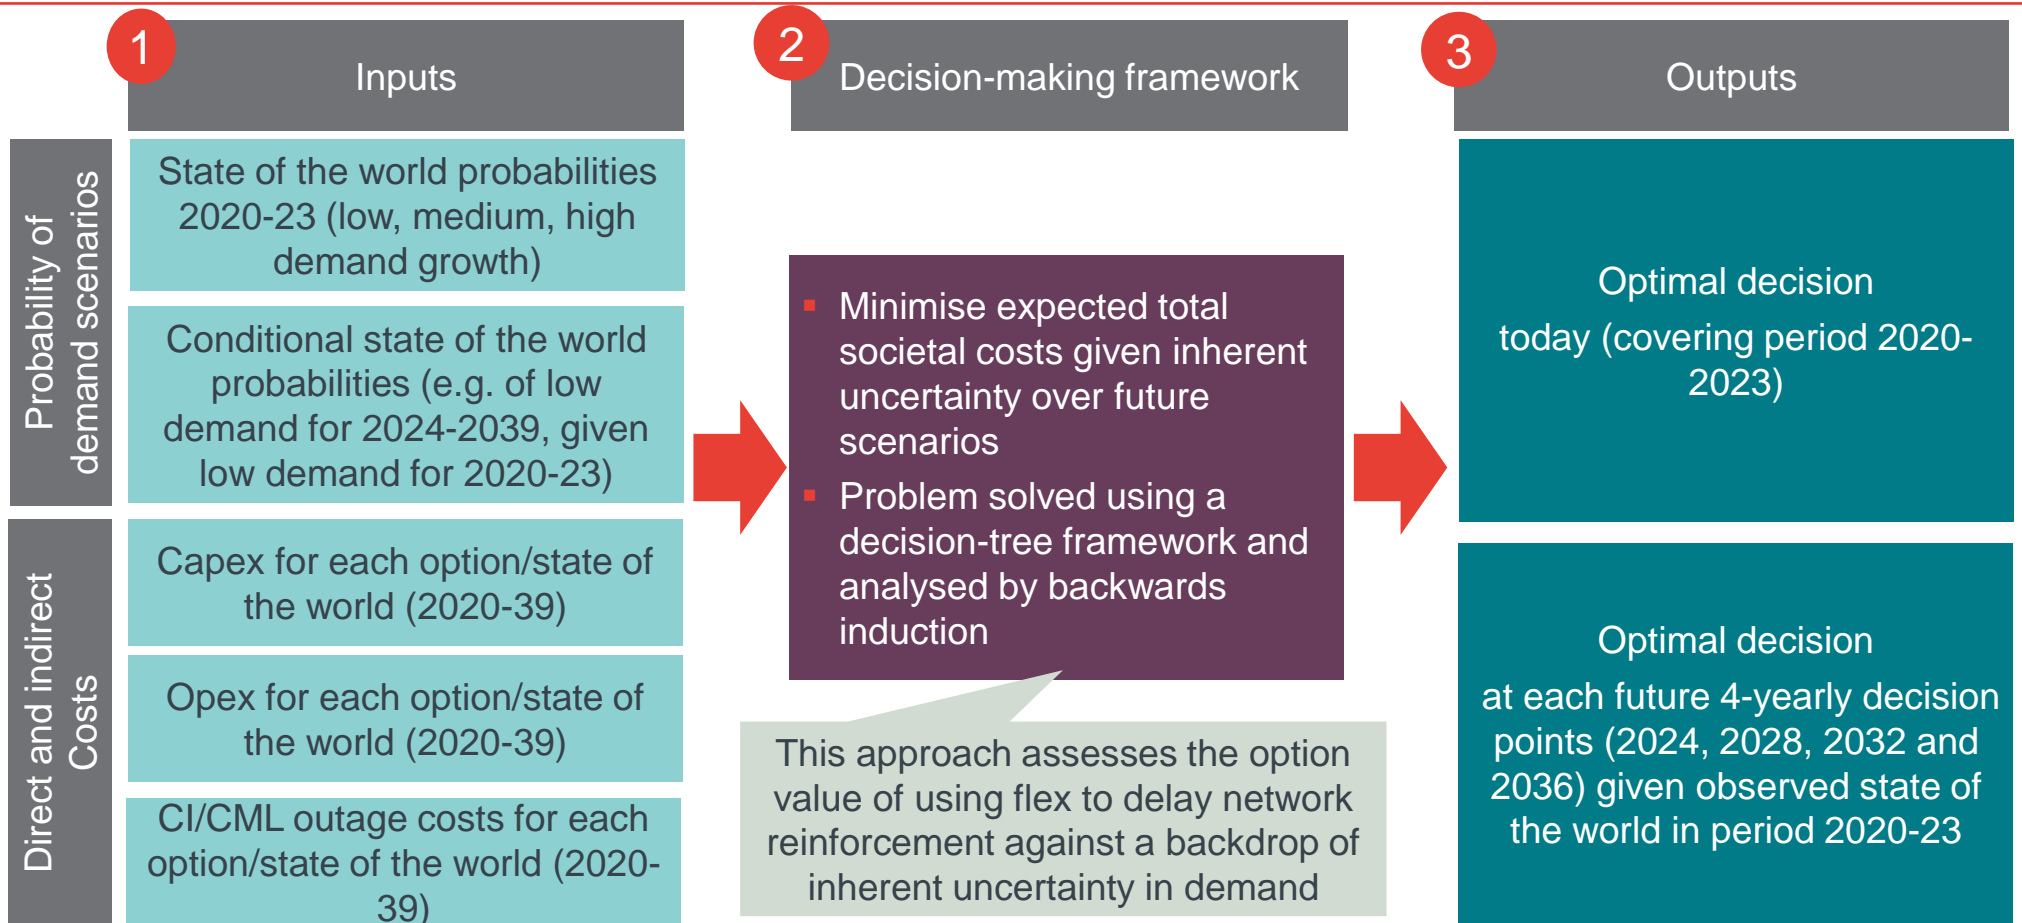 1
Inputs
2
Decision-making framework
3
Outputs
Probability of
demand scenarios
State of the world probabilities
2020-23 (low, medium, high
demand growth)
Conditional state of the world
probabilities (e.g. of low
demand for 2024-2039, given
low demand for 2020-23)
Direct and indirect
Costs
Capex for each option/state of
the world (2020-39)
Opex for each option/state of
the world (2020-39)
CI/CML outage costs for each
option/state of the world (2020-
39)
▪ Minimise expected total
societal costs given inherent
uncertainty over future
scenarios
▪ Problem solved using a
decision-tree framework and
analysed by backwards
induction
This approach assesses the option
value of using flex to delay network
reinforcement against a backdrop of
inherent uncertainty in demand
Optimal decision
today (covering period 2020-
2023)
Optimal decision
at each future 4-yearly decision
points (2024, 2028, 2032 and
2036) given observed state of
the world in period 2020-23